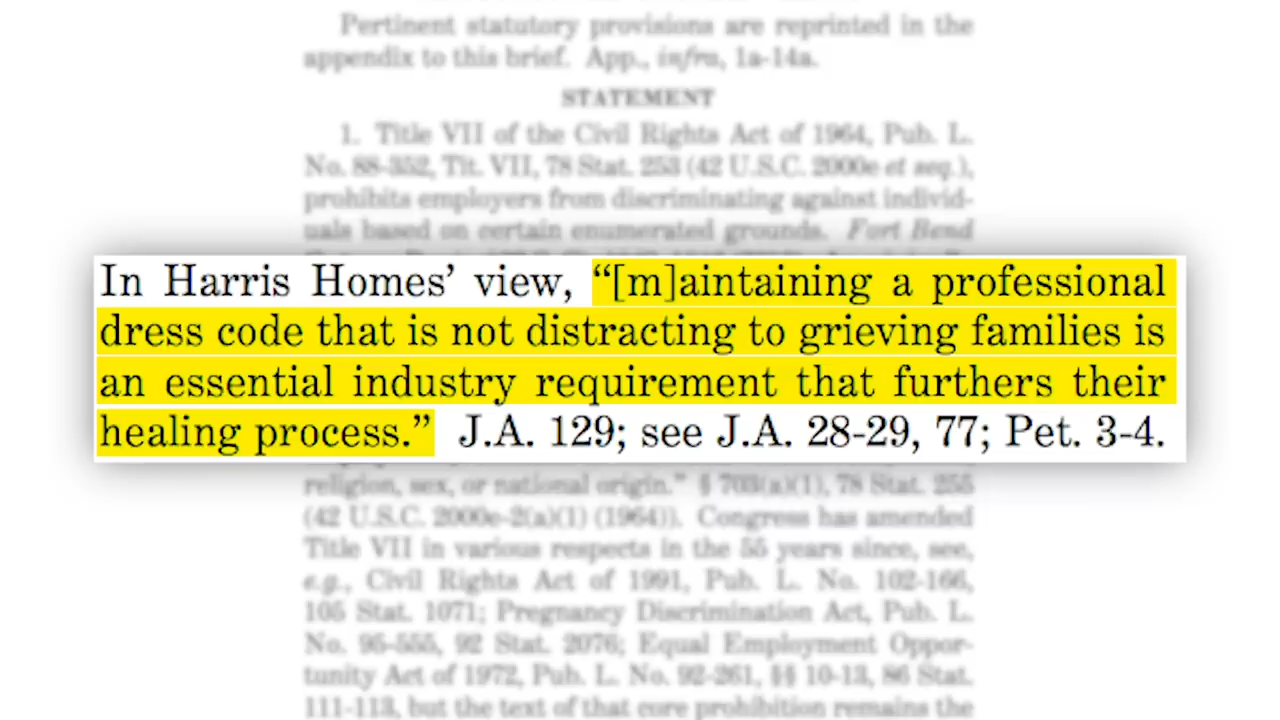 Pertinent statutory provisions are reprinted in the
appendix to this brief. App., infra, 1a-14a.
STATEMENT
1. Title VII of the Civil Rights Act of 1964, Pub. L.
No. 88-352, Tit. VII, 78 Stat. 253 (42 U.S.C. 2000e et seq.),
prohibits employers from discriminating against individ-
uals based on certain enumerated grounds. Fort Bend
In Harris Homes’ view, “[m]aintaining a professional
dress code that is not distracting to grieving families is
an essential industry requirement that furthers their
healing process.” J.A. 129; see J.A. 28-29, 77; Pet. 3-4.
religion, sex, or national origin.” § 703(a)(1), 78 Stat. 255
(42 U.S.C. 2000e-2(a)(1) (1964)). Congress has amended
Title VII in various respects in the 55 years since, see,
e.g., Civil Rights Act of 1991, Pub. L. No. 102-166,
105 Stat. 1071; Pregnancy Discrimination Act, Pub. L.
No. 95-555, 92 Stat. 2076; Equal Employment Oppor-
tunity Act of 1972, Pub. L. No. 92-261, §§ 10-13, 86 Stat.
111-113, but the text of that core prohibition remains the